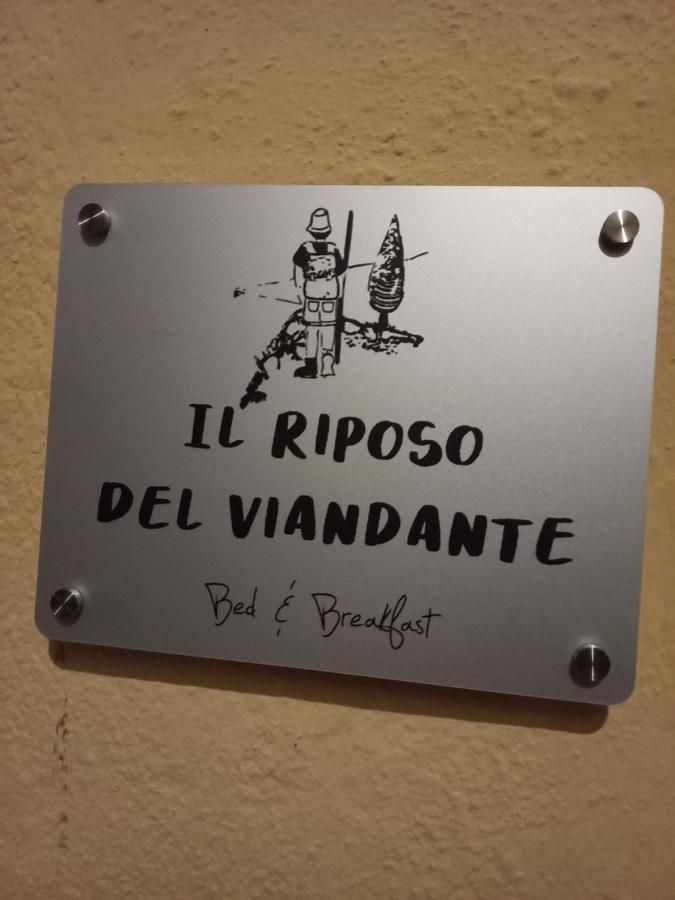 IL RIPOSO
DEL VIANDANTE
Bed & Breakfast